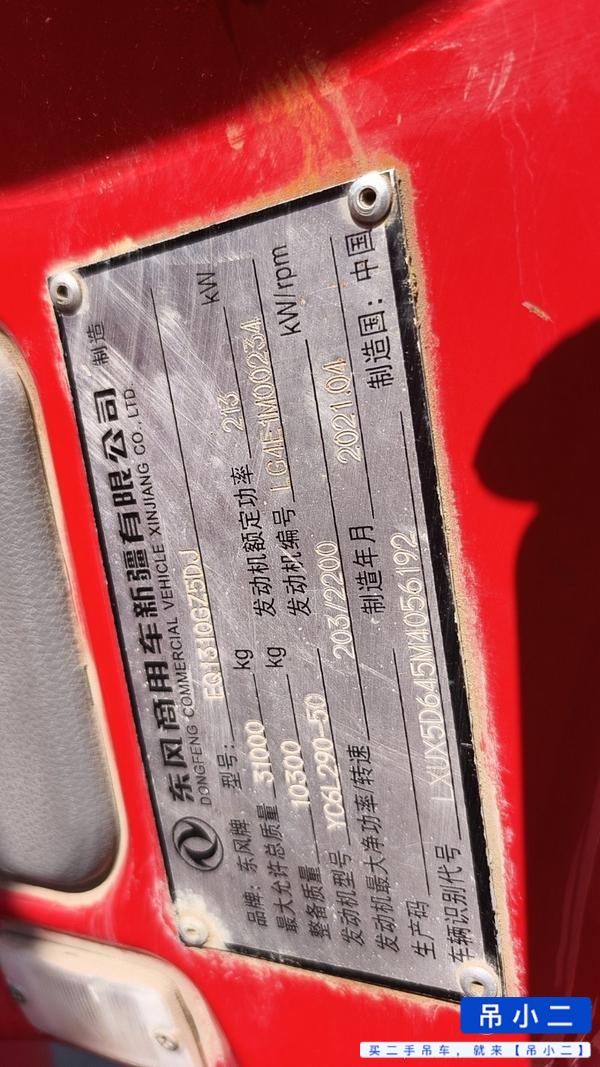 东风商用车新疆有限公司 制造
DONGFENG COMMERCIAL VEHICLE XINJIANG CO.,LTD.
品牌：东风牌 型号：EQ1310GZ5DJ
最大允许总质量 31000 kg 发动机额定功率 213 kW
整备质量 10300 kg 发动机编号 LG4LE1M00234
发动机型号 YC6L290-50
发动机最大净功率/转速 203/2200 kW/rpm
生产码 制造年月 2021.04 制造国：中国
车辆识别代号 LXUX5D645M4056192
吊小二
买二手吊车，就来【吊小二】